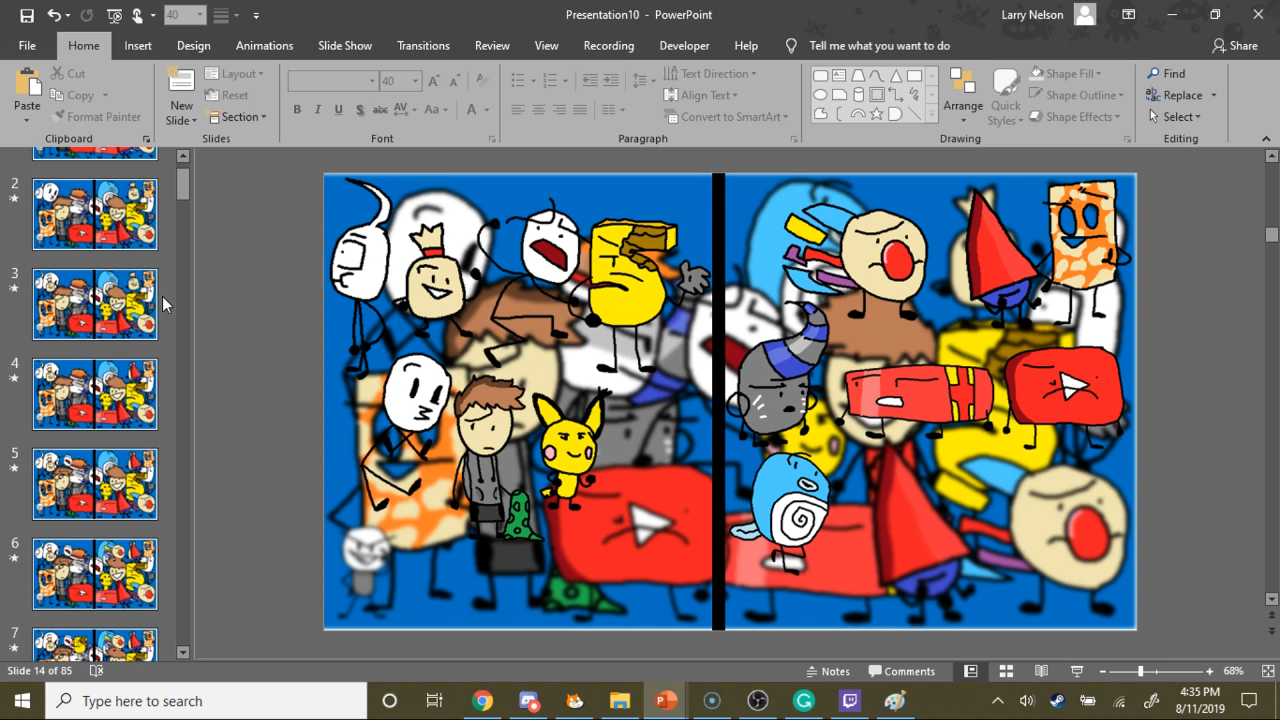 40
Presentation10 - PowerPoint
Larry Nelson
File Home Insert Design Animations Slide Show Transitions Review View Recording Developer Help Tell me what you want to do Share
Paste
Cut
Copy
Format Painter
Clipboard
New
Slide
Layout
Reset
Section
Slides
40
B I U S abc AV Aa A
Font
Text Direction
Align Text
Convert to SmartArt
Paragraph
Arrange
Quick
Styles
Shape Fill
Shape Outline
Shape Effects
Drawing
Find
Replace
Select
Editing
2
3
4
5
6
7
Slide 14 of 85
Notes
Comments
68%
Type here to search
4:35 PM
8/11/2019